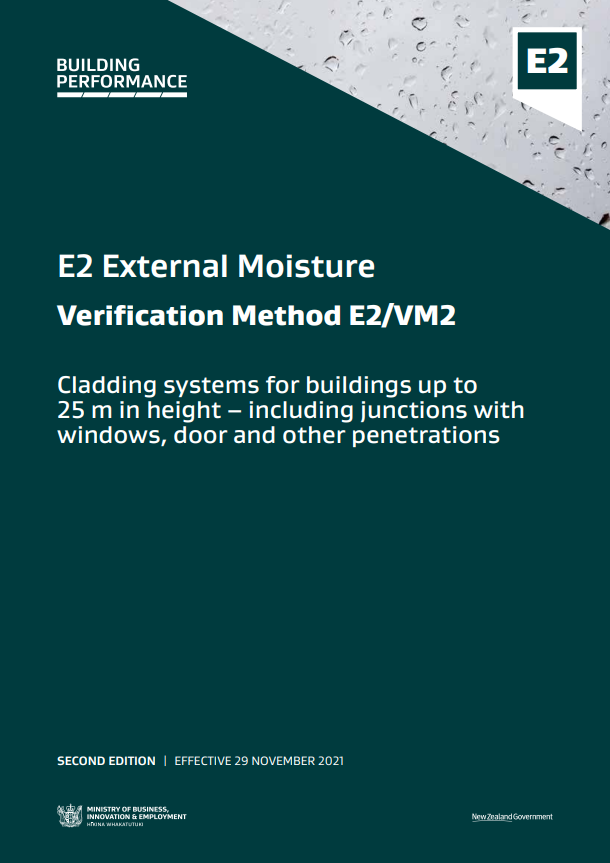 BUILDING
PERFORMANCE
E2
E2 External Moisture
Verification Method E2/VM2
Cladding systems for buildings up to
25 m in height – including junctions with
windows, door and other penetrations
SECOND EDITION | EFFECTIVE 29 NOVEMBER 2021
MINISTRY OF BUSINESS,
INNOVATION & EMPLOYMENT
HĪKINA WHAKATUTUKI
New Zealand Government